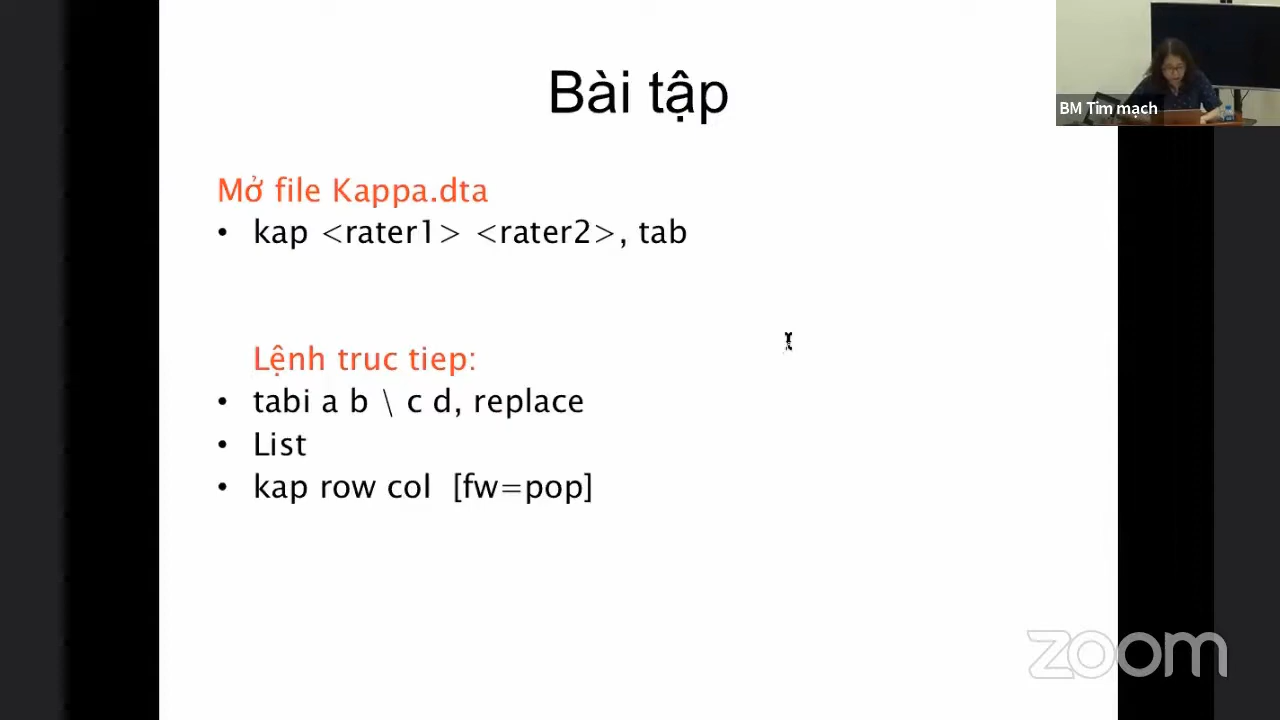 Bài tập
BM Tim mạch
Mở file Kappa.dta
• kap <rater1> <rater2>, tab
Lệnh truc tiep:
• tabi a b \ c d, replace
• List
• kap row col [fw=pop]
zoom